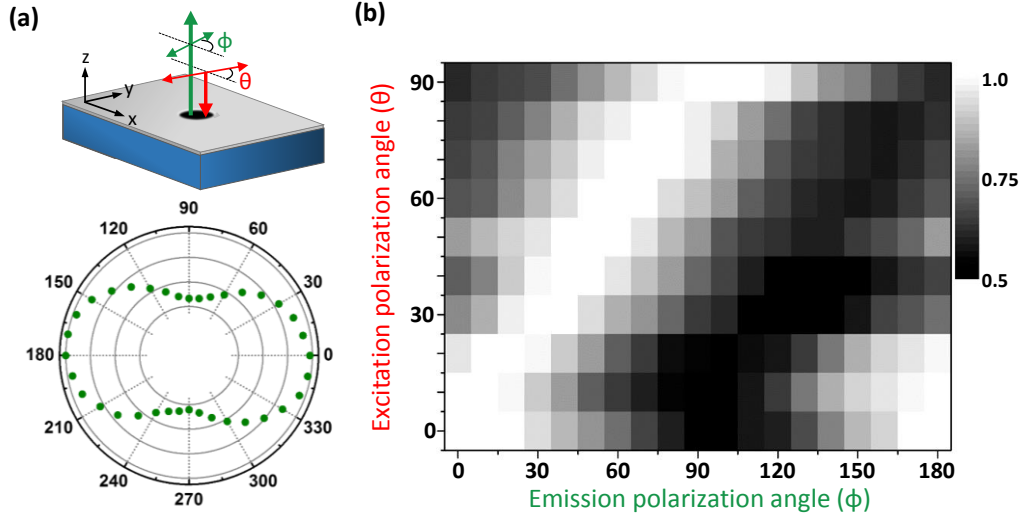 (a)
z
y
x
ϕ
θ
90
120
60
150
30
180
0
210
330
240
300
270
(b)
Excitation polarization angle (θ)
90
60
30
0
0
30
60
90
120
150
180
Emission polarization angle (ϕ)
1.0
0.75
0.5